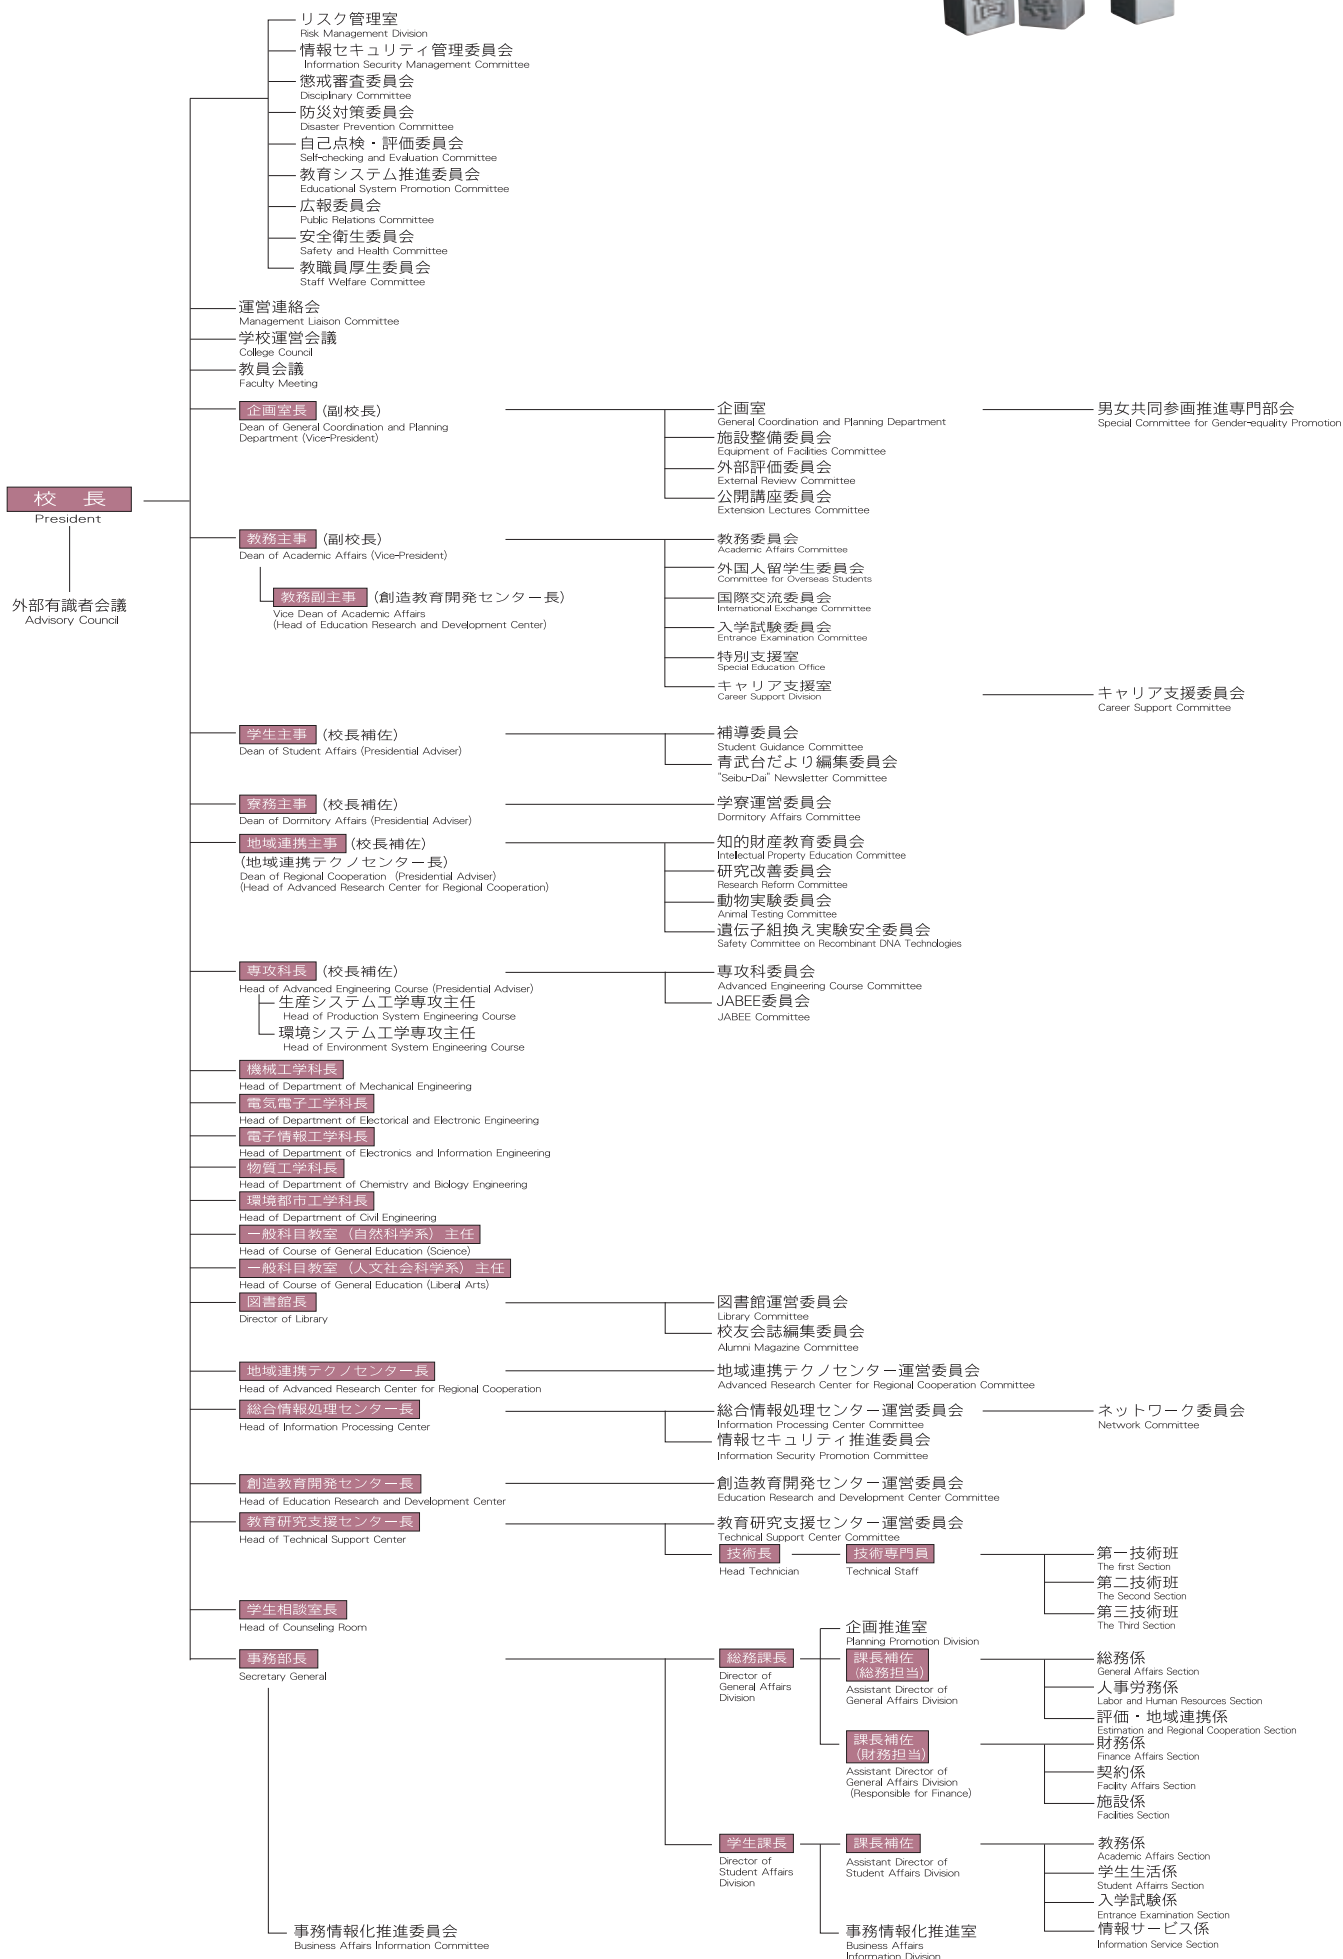 リスク管理室
Risk Management Division
情報セキュリティ管理委員会
Information Security Management Committee
懲戒審査委員会
Disciplinary Committee
防災対策委員会
Disaster Prevention Committee
自己点検・評価委員会
Self-checking and Evaluation Committee
教育システム推進委員会
Educational System Promotion Committee
広報委員会
Public Relations Committee
安全衛生委員会
Safety and Health Committee
教職員厚生委員会
Staff Welfare Committee
運営連絡会
Management Liaison Committee
学校運営会議
College Council
教員会議
Faculty Meeting
企画室長 (副校長)
Dean of General Coordination and Planning
Department (Vice-President)
企画室
General Coordination and Planning Department
男女共同参画推進専門部会
Special Committee for Gender-equality Promotion
施設整備委員会
Equipment of Facilities Committee
外部評価委員会
External Review Committee
公開講座委員会
Extension Lectures Committee
校 長
President
外部有識者会議
Advisory Council
教務主事 (副校長)
Dean of Academic Affairs (Vice-President)
教務副主事 (創造教育開発センター長)
Vice Dean of Academic Affairs
(Head of Education Research and Development Center)
教務委員会
Academic Affairs Committee
外国人留学生委員会
Committee for Overseas Students
国際交流委員会
International Exchange Committee
入学試験委員会
Entrance Examination Committee
特別支援室
Special Education Office
キャリア支援室
Career Support Division
キャリア支援委員会
Career Support Committee
学生主事 (校長補佐)
Dean of Student Affairs (Presidential Adviser)
補導委員会
Student Guidance Committee
青武台だより編集委員会
"Seibu-Dai" Newsletter Committee
寮務主事 (校長補佐)
Dean of Dormitory Affairs (Presidential Adviser)
学寮運営委員会
Dormitory Affairs Committee
地域連携主事 (校長補佐)
(地域連携テクノセンター長)
Dean of Regional Cooperation (Presidential Adviser)
(Head of Advanced Research Center for Regional Cooperation)
知的財産教育委員会
Intellectual Property Education Committee
研究改善委員会
Research Reform Committee
動物実験委員会
Animal Testing Committee
遺伝子組換え実験安全委員会
Safety Committee on Recombinant DNA Technologies
専攻科長 (校長補佐)
Head of Advanced Engineering Course (Presidential Adviser)
生産システム工学専攻主任
Head of Production System Engineering Course
環境システム工学専攻主任
Head of Environment System Engineering Course
専攻科委員会
Advanced Engineering Course Committee
JABEE委員会
JABEE Committee
機械工学科長
Head of Department of Mechanical Engineering
電気電子工学科長
Head of Department of Electorical and Electronic Engineering
電子情報工学科長
Head of Department of Electronics and Information Engineering
物質工学科長
Head of Department of Chemistry and Biology Engineering
環境都市工学科長
Head of Department of Civil Engineering
一般科目教室 (自然科学系) 主任
Head of Course of General Education (Science)
一般科目教室 (人文社会科学系) 主任
Head of Course of General Education (Liberal Arts)
図書館長
Director of Library
図書館運営委員会
Library Committee
校友会誌編集委員会
Alumni Magazine Committee
地域連携テクノセンター長
Head of Advanced Research Center for Regional Cooperation
地域連携テクノセンター運営委員会
Advanced Research Center for Regional Cooperation Committee
総合情報処理センター長
Head of Information Processing Center
総合情報処理センター運営委員会
Information Processing Center Committee
ネットワーク委員会
Network Committee
情報セキュリティ推進委員会
Information Security Promotion Committee
創造教育開発センター長
Head of Education Research and Development Center
創造教育開発センター運営委員会
Education Research and Development Center Committee
教育研究支援センター長
Head of Technical Support Center
教育研究支援センター運営委員会
Technical Support Center Committee
技術長
Head Technician
技術専門員
Technical Staff
第一技術班
The first Section
第二技術班
The Second Section
第三技術班
The Third Section
学生相談室長
Head of Counseling Room
事務部長
Secretary General
総務課長
Director of
General Affairs
Division
企画推進室
Planning Promotion Division
課長補佐
(総務担当)
Assistant Director of
General Affairs Division
総務係
General Affairs Section
人事労務係
Labor and Human Resources Section
評価・地域連携係
Estimation and Regional Cooperation Section
課長補佐
(財務担当)
Assistant Director of
General Affairs Division
(Responsible for Finance)
財務係
Finance Affairs Section
契約係
Facility Affairs Section
施設係
Facilities Section
学生課長
Director of
Student Affairs
Division
課長補佐
Assistant Director of
Student Affairs Division
教務係
Academic Affairs Section
学生生活係
Student Affairrs Section
入学試験係
Entrance Examination Section
情報サービス係
Information Service Section
事務情報化推進委員会
Business Affairs Information Committee
事務情報化推進室
Business Affairs
Information Division